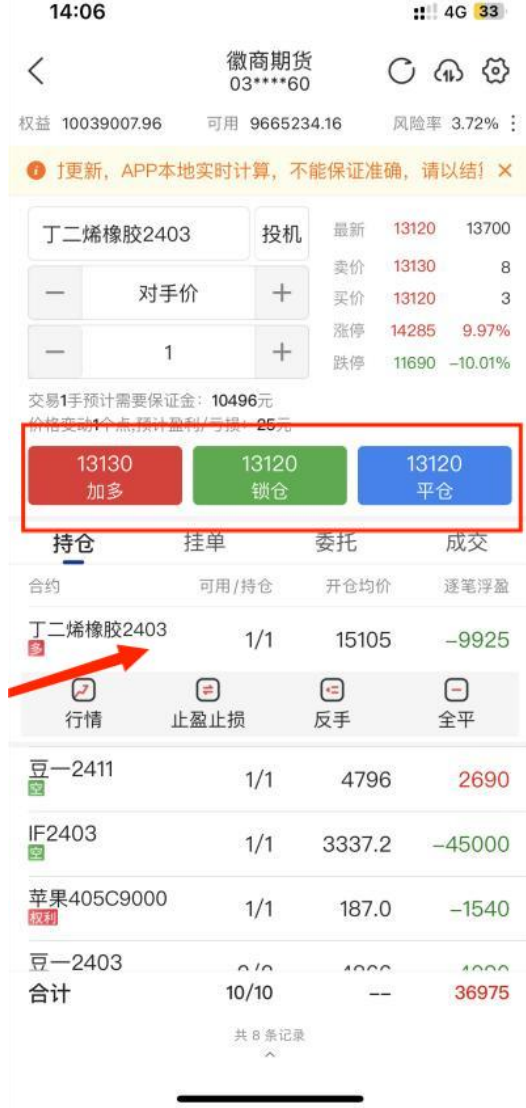 14:06 4G 33
徽商期货
03****60
权益 10039007.96 可用 9665234.16 风险率 3.72%
更新，APP本地实时计算，不能保证准确，请以结
丁二烯橡胶2403 投机 最新 13120 13700
卖价 13130 8
对手价 买价 13120 3
涨停 14285 9.97%
1 跌停 11690 -10.01%
交易1手预计需要保证金：10496元
价格变动1个点,预计盈利/亏损：25元
13130 13120 13120
加多 锁仓 平仓
持仓 挂单 委托 成交
合约 可用/持仓 开仓均价 逐笔浮盈
丁二烯橡胶2403 1/1 15105 -9925
多
行情 止盈止损 反手 全平
豆一2411 1/1 4796 2690
空
IF2403 1/1 3337.2 -45000
空
苹果405C9000 1/1 187.0 -1540
权利
豆一2403
合计 10/10 -- 36975
共 8 条记录